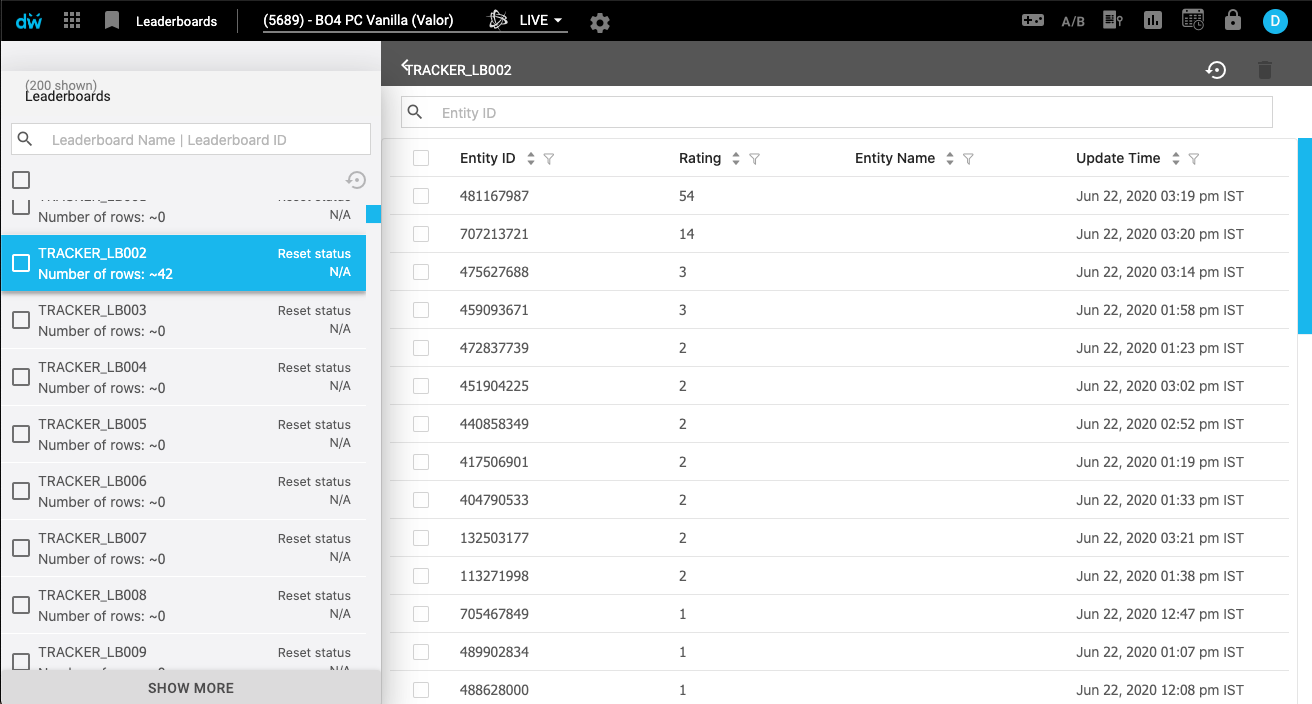 dw Leaderboards (5689) - BO4 PC Vanilla (Valor) LIVE A/B D
(200 shown)
Leaderboards
Leaderboard Name | Leaderboard ID
Number of rows: ~0 N/A
TRACKER_LB002 Reset status
Number of rows: ~42 N/A
TRACKER_LB003 Reset status
Number of rows: ~0 N/A
TRACKER_LB004 Reset status
Number of rows: ~0 N/A
TRACKER_LB005 Reset status
Number of rows: ~0 N/A
TRACKER_LB006 Reset status
Number of rows: ~0 N/A
TRACKER_LB007 Reset status
Number of rows: ~0 N/A
TRACKER_LB008 Reset status
Number of rows: ~0 N/A
TRACKER_LB009 Reset status
SHOW MORE
TRACKER_LB002
Entity ID
Entity ID Rating Entity Name Update Time
481167987 54 Jun 22, 2020 03:19 pm IST
707213721 14 Jun 22, 2020 03:20 pm IST
475627688 3 Jun 22, 2020 03:14 pm IST
459093671 3 Jun 22, 2020 01:58 pm IST
472837739 2 Jun 22, 2020 01:23 pm IST
451904225 2 Jun 22, 2020 03:02 pm IST
440858349 2 Jun 22, 2020 02:52 pm IST
417506901 2 Jun 22, 2020 01:19 pm IST
404790533 2 Jun 22, 2020 01:33 pm IST
132503177 2 Jun 22, 2020 03:21 pm IST
113271998 2 Jun 22, 2020 01:38 pm IST
705467849 1 Jun 22, 2020 12:47 pm IST
489902834 1 Jun 22, 2020 01:07 pm IST
488628000 1 Jun 22, 2020 12:08 pm IST